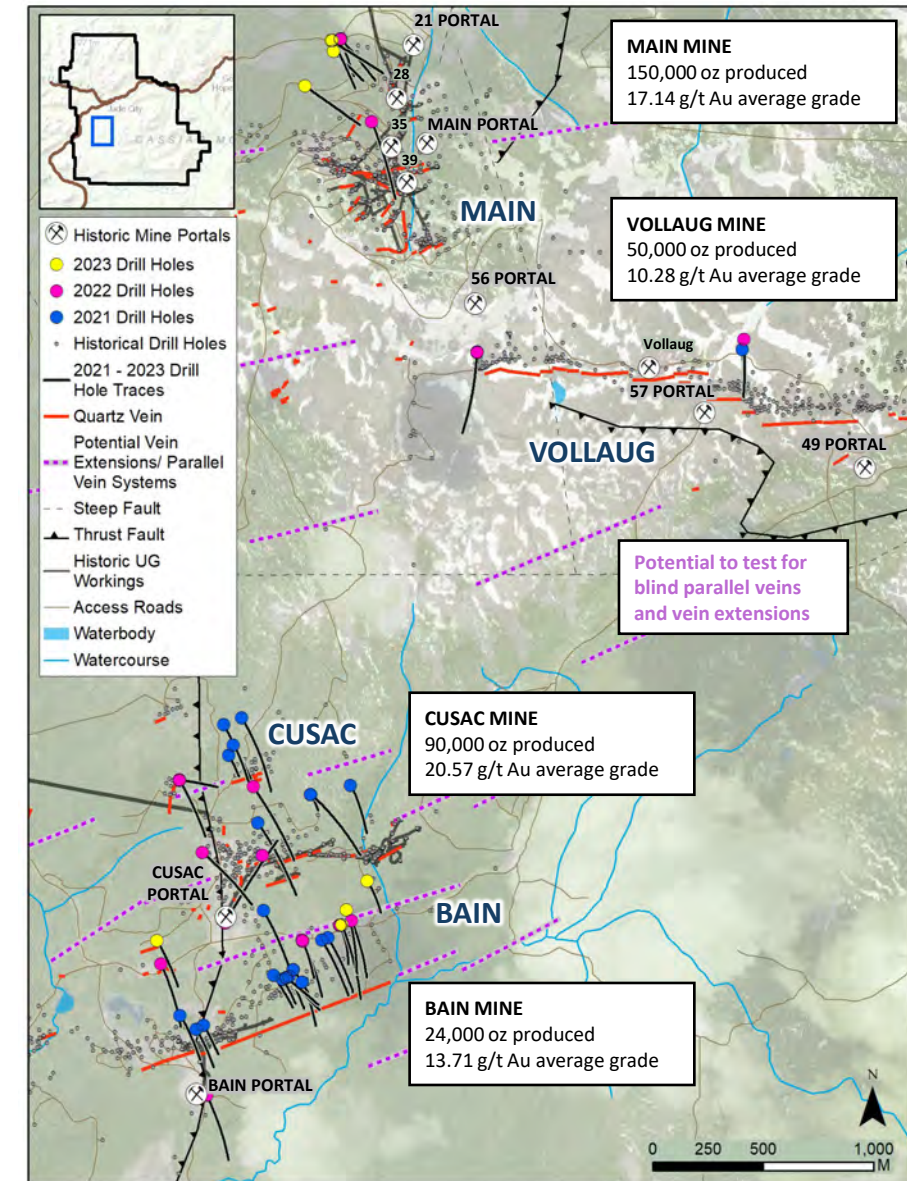 21 PORTAL
28
35
MAIN PORTAL
39
MAIN
56 PORTAL
MAIN MINE
150,000 oz produced
17.14 g/t Au average grade
VOLLAUG MINE
50,000 oz produced
10.28 g/t Au average grade
Jade City
Historic Mine Portals
2023 Drill Holes
2022 Drill Holes
2021 Drill Holes
Historical Drill Holes
2021 - 2023 Drill
Hole Traces
Quartz Vein
Potential Vein
Extensions/ Parallel
Vein Systems
Steep Fault
Thrust Fault
Historic UG
Workings
Access Roads
Waterbody
Watercourse
Vollaug
57 PORTAL
VOLLAUG
49 PORTAL
Potential to test for
blind parallel veins
and vein extensions
CUSAC
CUSAC MINE
90,000 oz produced
20.57 g/t Au average grade
CUSAC
PORTAL
BAIN
BAIN MINE
24,000 oz produced
13.71 g/t Au average grade
BAIN PORTAL
N
0 250 500 1,000
M